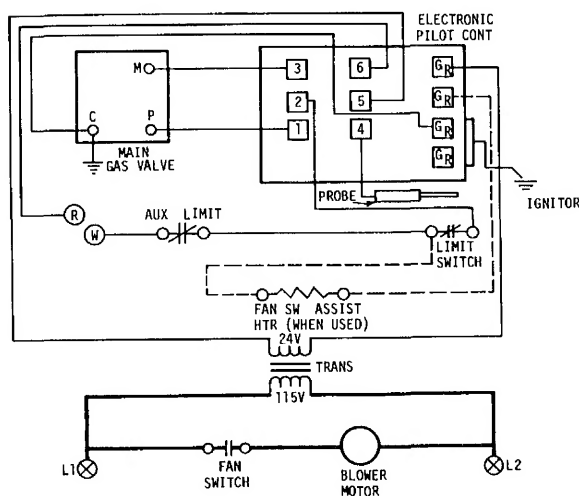 ELECTRONIC
PILOT CONT
M
3
6
GR
2
5
GR
C
P
1
4
GR
MAIN
GAS VALVE
GR
PROBE
IGNITOR
R
AUX LIMIT
W
LIMIT
SWITCH
FAN SW ASSIST
HTR (WHEN USED)
24V
TRANS
115V
L1
FAN
SWITCH
BLOWER
MOTOR
L2